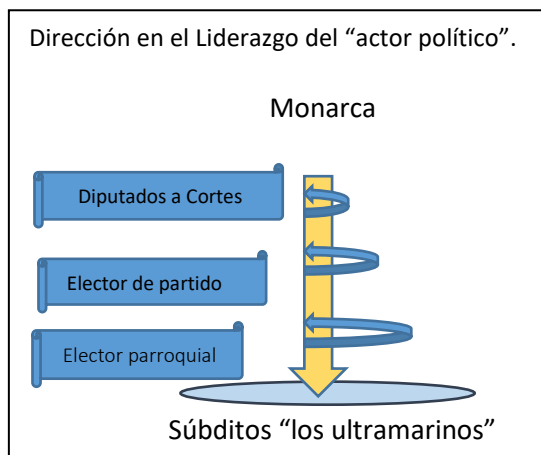 Dirección en el Liderazgo del “actor político”.
Monarca
Diputados a Cortes
Elector de partido
Elector parroquial
Súbditos “los ultramarinos”